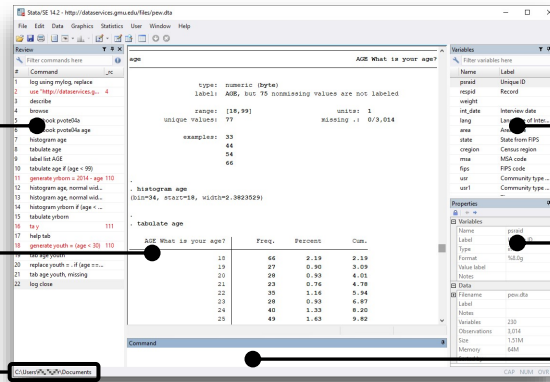 Stata/SE 14.2 - http://dataservices.gmu.edu/files/pew.dta
File Edit Data Graphics Statistics User Window Help
Review
Filter commands here
# Command _rc
1 log using mylog, replace
2 use "http://dataservices.g... 4
3 describe
4 browse
5 book pvote04a
6 book pvote04a age
7 histogram age
8 tabulate age
9 label list AGE
10 tabulate age if (age < 99)
11 generate yrborn = 2014 - age 110
12 histogram age, normal wid...
13 histogram age, normal wid...
14 histogram yrborn if (age < ...
15 tabulate yrborn
16 ta y 111
17 help tab
18 generate youth = (age < 30) 110
19 tab age youth
20 replace youth = . if (age ==...
21 tab age youth, missing
22 log close
age AGE What is your age?
type: numeric (byte)
label: AGE, but 75 nonmissing values are not labeled
range: [18,99] units: 1
unique values: 77 missing .: 0/3,014
examples: 33
44
54
66
.
. histogram age
(bin=34, start=18, width=2.3823529)
.
. tabulate age
AGE What is your age? Freq. Percent Cum.
18 66 2.19 2.19
19 27 0.90 3.09
20 28 0.93 4.01
21 23 0.76 4.78
22 35 1.16 5.94
23 28 0.93 6.87
24 40 1.33 8.20
25 49 1.63 9.82
Command
Variables
Filter variables here
Name Label
psraid Unique ID
respid Record
weight
int_date Interview date
lang Language of Inter...
area
state State from FIPS
cregion Census region
msa MSA code
fips FIPS code
usr Community type ...
usr1 Community type ...
Properties
Variables
Name psraid
Label
Type
Format %8.0g
Value label
Notes
Data
Filename pew.dta
Label
Notes
Variables 230
Observations 3,014
Size 1.51M
Memory 64M
C:\Users\ \Documents
CAP NUM OVR